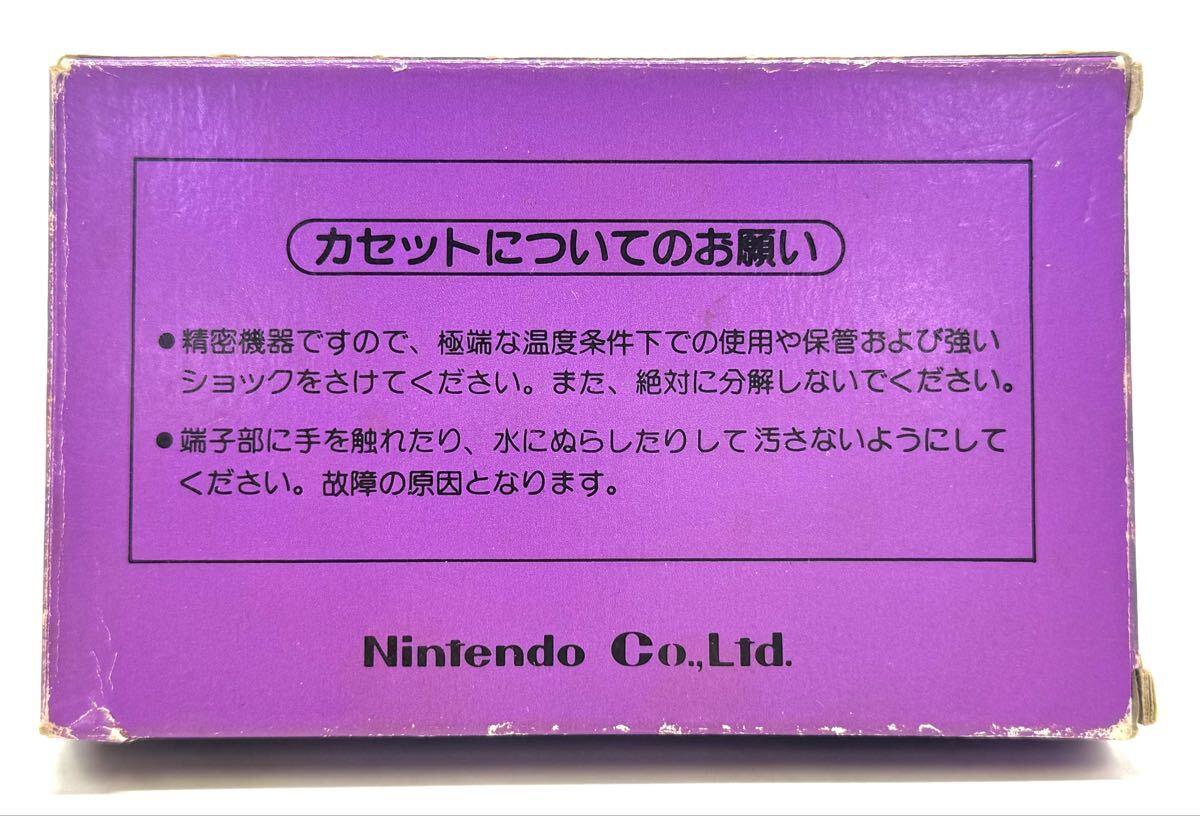 カセットについてのお願い
●精密機器ですので、極端な温度条件下での使用や保管および強い
ショックをさけてください。また、絶対に分解しないでください。
●端子部に手を触れたり、水にぬらしたりして汚さないようにして
ください。故障の原因となります。
Nintendo Co.,Ltd.